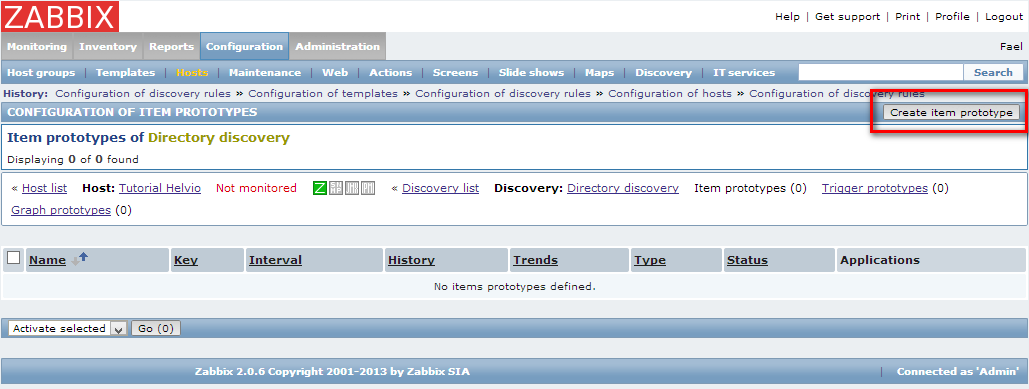 ZABBIX
Help | Get support | Print | Profile | Logout
Monitoring Inventory Reports Configuration Administration Fael
Host groups | Templates | Hosts | Maintenance | Web | Actions | Screens | Slide shows | Maps | Discovery | IT services Search
History: Configuration of discovery rules » Configuration of templates » Configuration of discovery rules » Configuration of hosts » Configuration of discovery rules
CONFIGURATION OF ITEM PROTOTYPES Create item prototype
Item prototypes of Directory discovery
Displaying 0 of 0 found
« Host list Host: Tutorial Helvio Not monitored Z « Discovery list Discovery: Directory discovery Item prototypes (0) Trigger prototypes (0)
Graph prototypes (0)
Name Key Interval History Trends Type Status Applications
No items prototypes defined.
Activate selected Go (0)
Zabbix 2.0.6 Copyright 2001-2013 by Zabbix SIA | Connected as 'Admin'